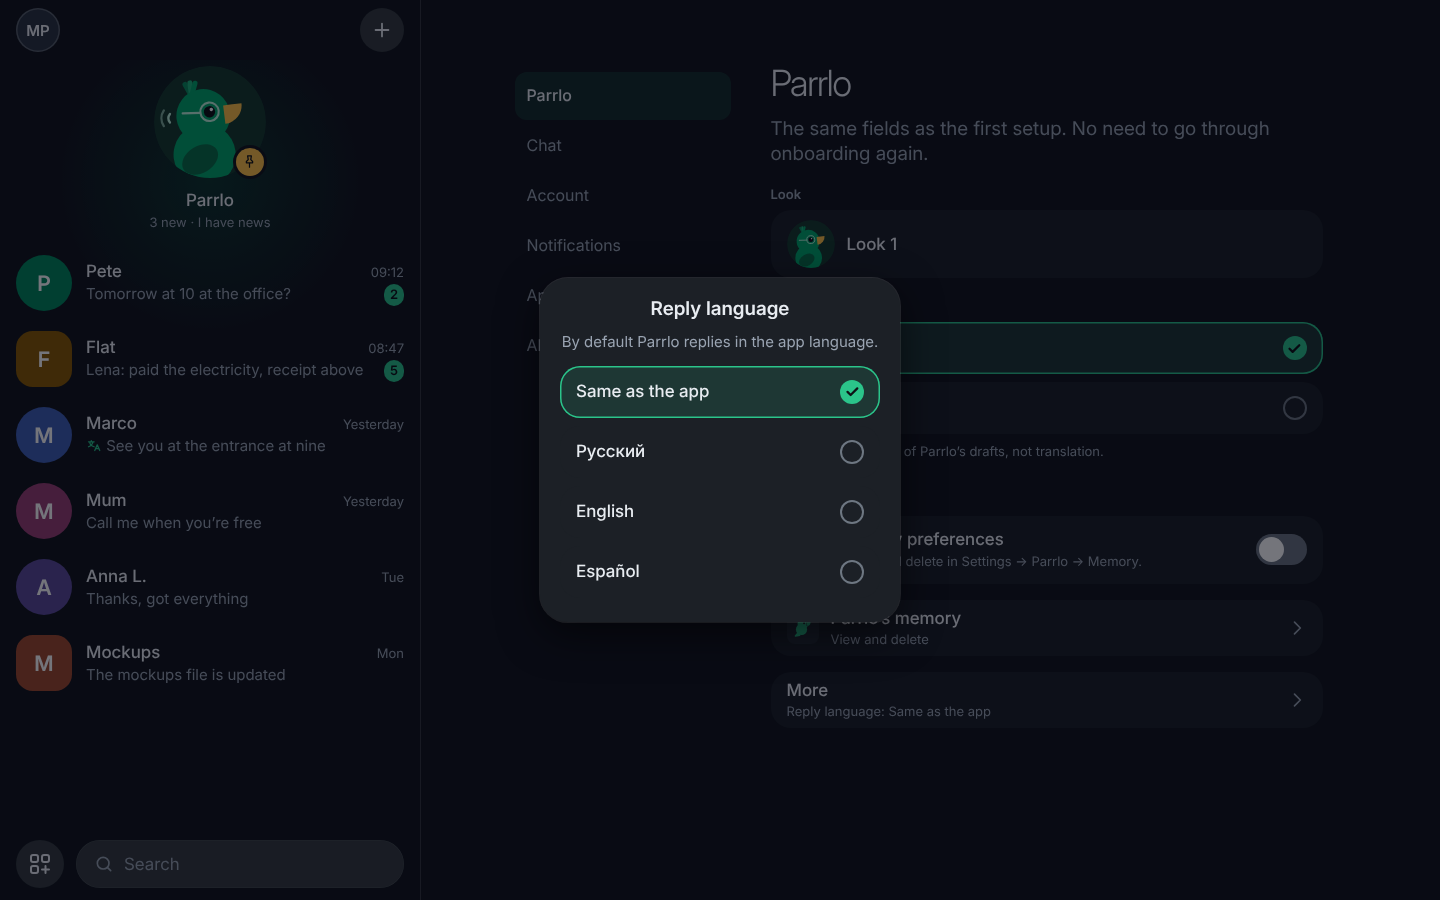 MP
Parrlo
3 new · I have news
P
Pete
09:12
Tomorrow at 10 at the office?
2
F
Flat
08:47
Lena: paid the electricity, receipt above
5
M
Marco
Yesterday
See you at the entrance at nine
M
Mum
Yesterday
Call me when you’re free
A
Anna L.
Tue
Thanks, got everything
M
Mockups
Mon
The mockups file is updated
Search
Parrlo
Chat
Account
Notifications
Parrlo
The same fields as the first setup. No need to go through
onboarding again.
Look
Look 1
of Parrlo’s drafts, not translation.
preferences
delete in Settings → Parrlo → Memory.
Parrlo’s memory
View and delete
More
Reply language: Same as the app
Reply language
By default Parrlo replies in the app language.
Same as the app
Русский
English
Español